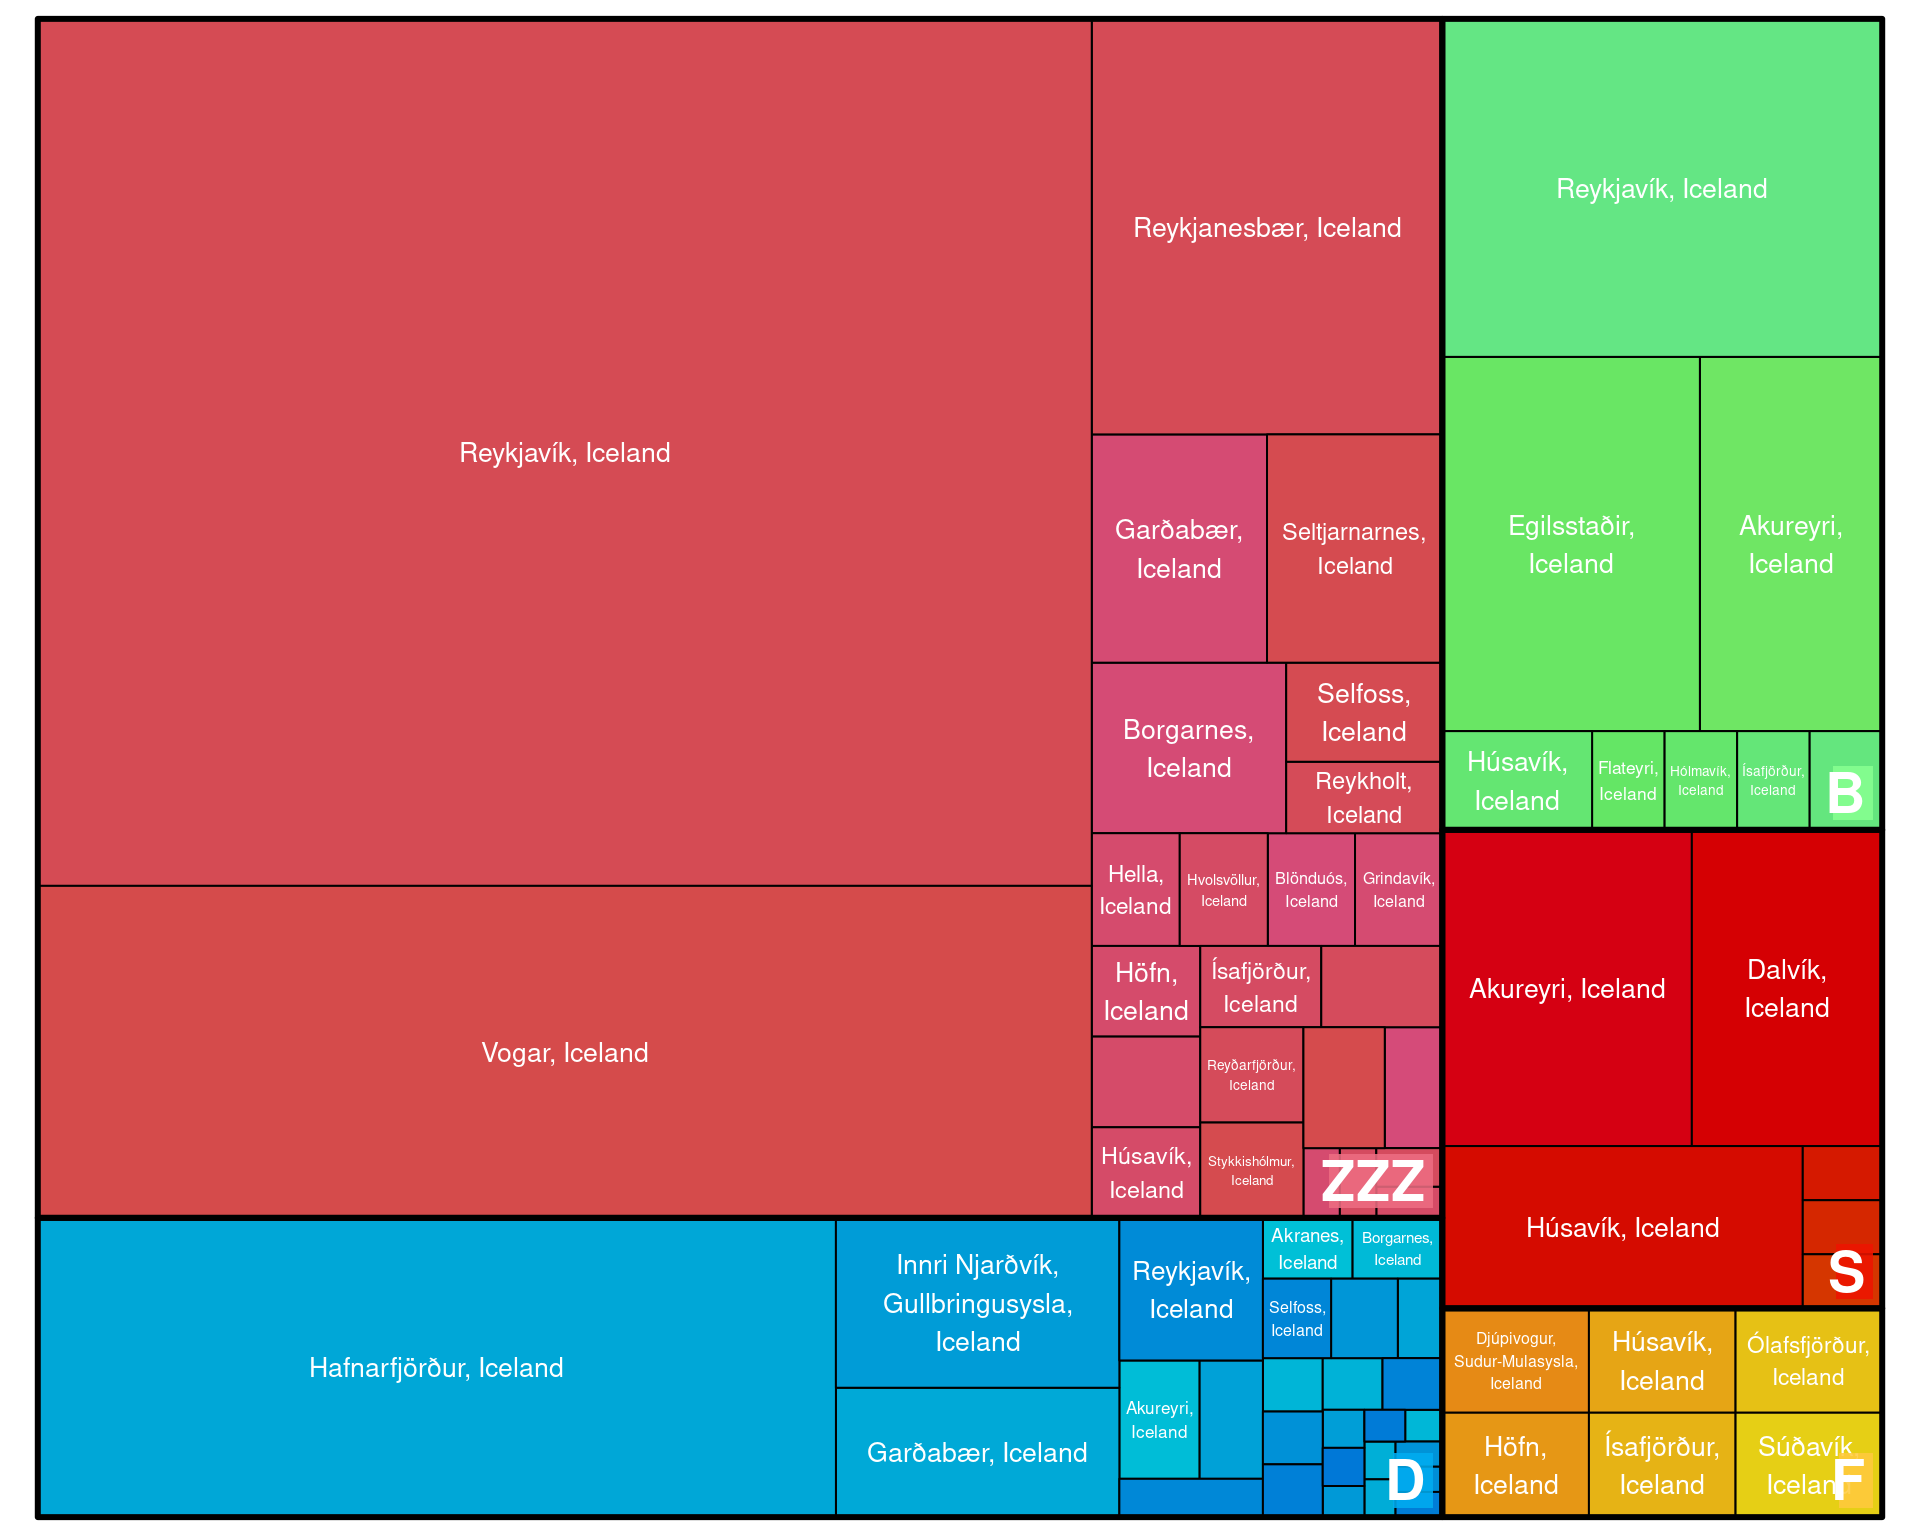 Reykjavík, Iceland
Vogar, Iceland
Reykjanesbær, Iceland
Garðabær,
Iceland
Seltjarnarnes,
Iceland
Borgarnes,
Iceland
Selfoss,
Iceland
Reykholt,
Iceland
Hella,
Iceland
Hvolsvöllur,
Iceland
Blönduós,
Iceland
Grindavík,
Iceland
Höfn,
Iceland
Ísafjörður,
Iceland
Reyðarfjörður,
Iceland
Húsavík,
Iceland
Stykkishólmur,
Iceland
ZZZ
Hafnarfjörður, Iceland
Innri Njarðvík,
Gullbringusysla,
Iceland
Garðabær, Iceland
Reykjavík,
Iceland
Akureyri,
Iceland
Akranes,
Iceland
Borgarnes,
Iceland
Selfoss,
Iceland
D
Reykjavík, Iceland
Egilsstaðir,
Iceland
Akureyri,
Iceland
Húsavík,
Iceland
Flateyri,
Iceland
Hólmavík,
Iceland
Ísafjörður,
Iceland
B
Akureyri, Iceland
Dalvík,
Iceland
Húsavík, Iceland
S
Djúpivogur,
Sudur-Mulasysla,
Iceland
Húsavík,
Iceland
Ólafsfjörður,
Iceland
Höfn,
Iceland
Ísafjörður,
Iceland
Súðavík,
Iceland
F